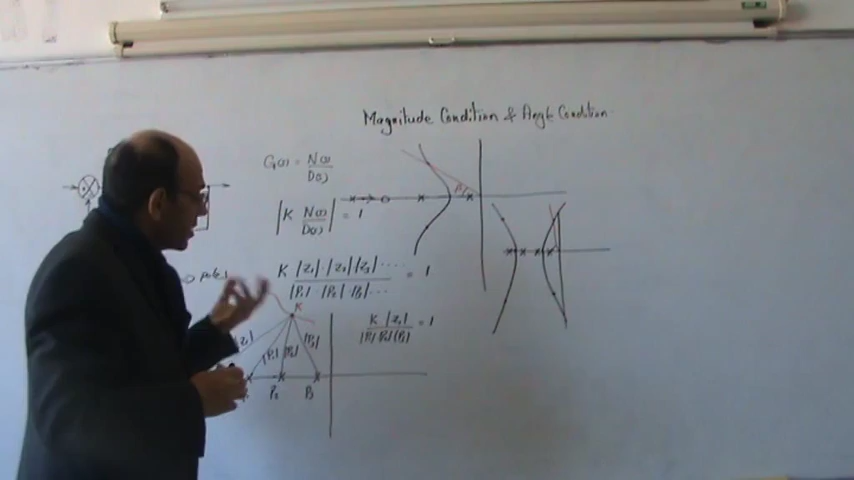 Magnitude Condition & Angle Condition
G(s) = N(s)/D(s)
|K N(s)/D(s)| = 1
K |Z₁|·|Z₂||Z₃|····/|P₁|·|P₂|·|P₃|··· = 1
K
K |Z₁|/|P₁||P₂||P₃| = 1
|P₁| |P₂| |P₃|
P₂